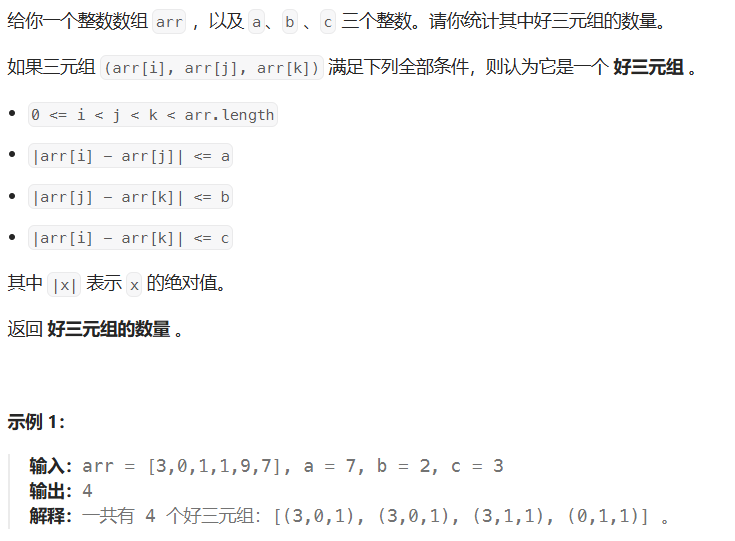 给你一个整数数组 arr ，以及 a、b 、c 三个整数。请你统计其中好三元组的数量。
如果三元组 (arr[i], arr[j], arr[k]) 满足下列全部条件，则认为它是一个 好三元组 。
• 0 <= i < j < k < arr.length
• |arr[i] - arr[j]| <= a
• |arr[j] - arr[k]| <= b
• |arr[i] - arr[k]| <= c
其中 |x| 表示 x 的绝对值。
返回 好三元组的数量 。
示例 1：
输入：arr = [3,0,1,1,9,7], a = 7, b = 2, c = 3
输出：4
解释：一共有 4 个好三元组：[(3,0,1), (3,0,1), (3,1,1), (0,1,1)] 。